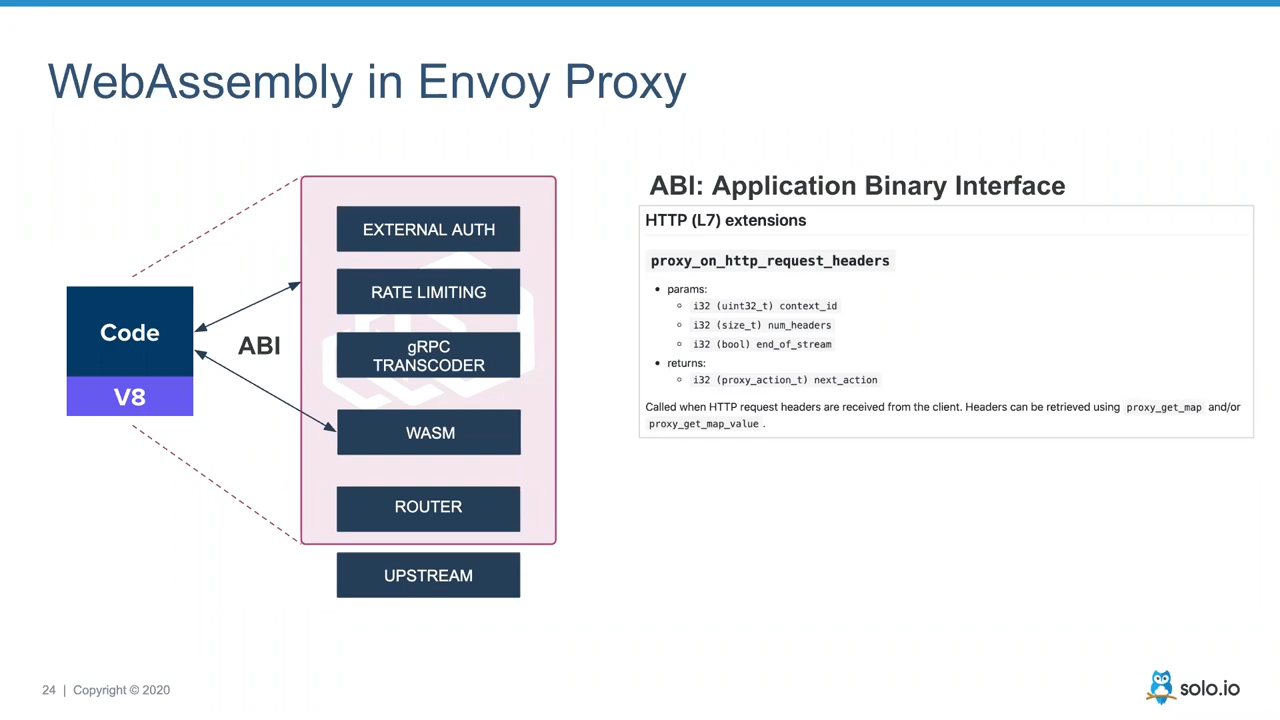 WebAssembly in Envoy Proxy
Code
V8
ABI
EXTERNAL AUTH
RATE LIMITING
gRPC
TRANSCODER
WASM
ROUTER
UPSTREAM
ABI: Application Binary Interface
HTTP (L7) extensions
proxy_on_http_request_headers
• params:
i32 (uint32_t) context_id
i32 (size_t) num_headers
i32 (bool) end_of_stream
• returns:
i32 (proxy_action_t) next_action
Called when HTTP request headers are received from the client. Headers can be retrieved using proxy_get_map and/or
proxy_get_map_value .
24 | Copyright © 2020
solo.io